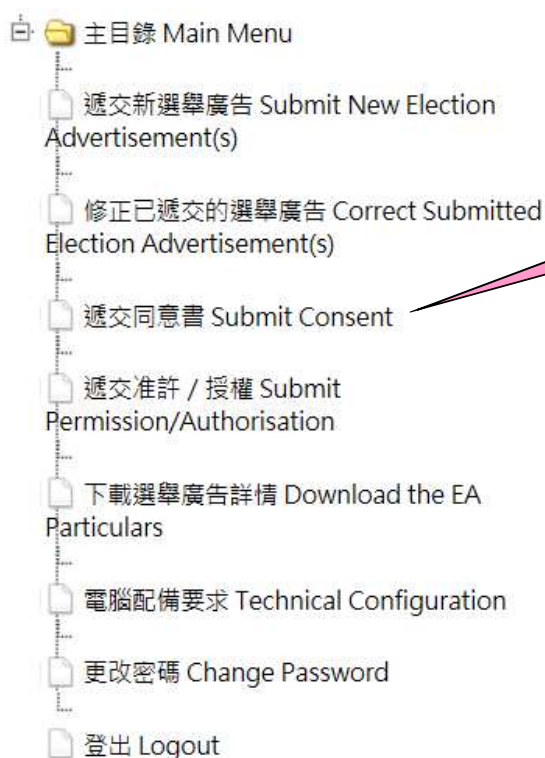 主目錄 Main Menu
遞交新選舉廣告 Submit New Election
Advertisement(s)
修正已遞交的選舉廣告 Correct Submitted
Election Advertisement(s)
遞交同意書 Submit Consent
遞交准許 / 授權 Submit
Permission/Authorisation
下載選舉廣告詳情 Download the EA
Particulars
電腦配備要求 Technical Configuration
更改密碼 Change Password
登出 Logout